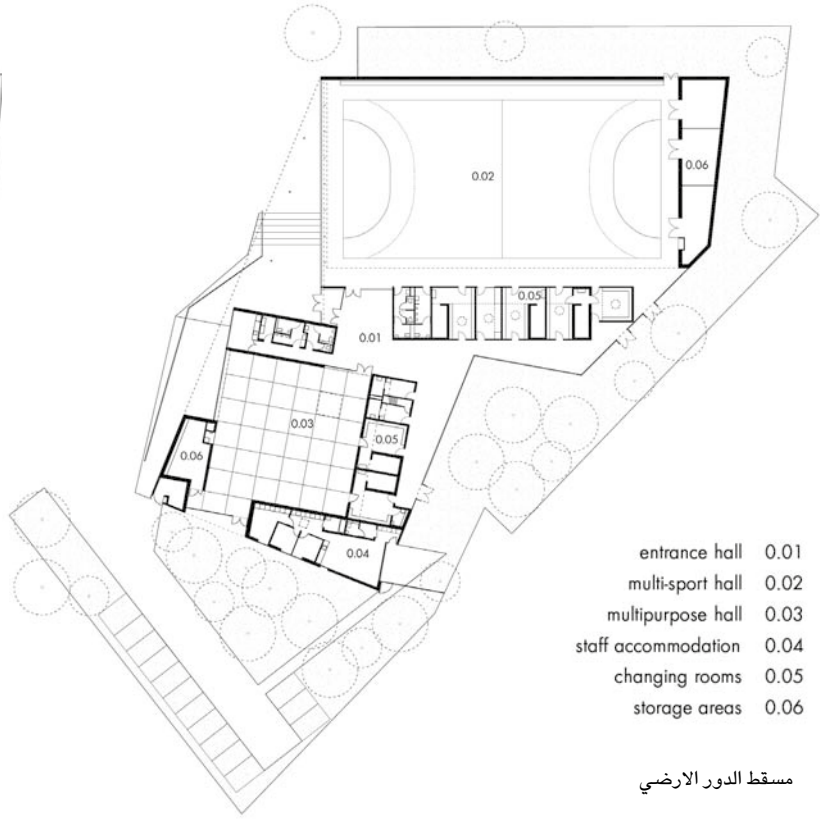 0.02
0.06
0.05
0.01
0.03
0.05
0.06
0.04
entrance hall 0.01
multi-sport hall 0.02
multipurpose hall 0.03
staff accommodation 0.04
changing rooms 0.05
storage areas 0.06
مسقط الدور الارضي